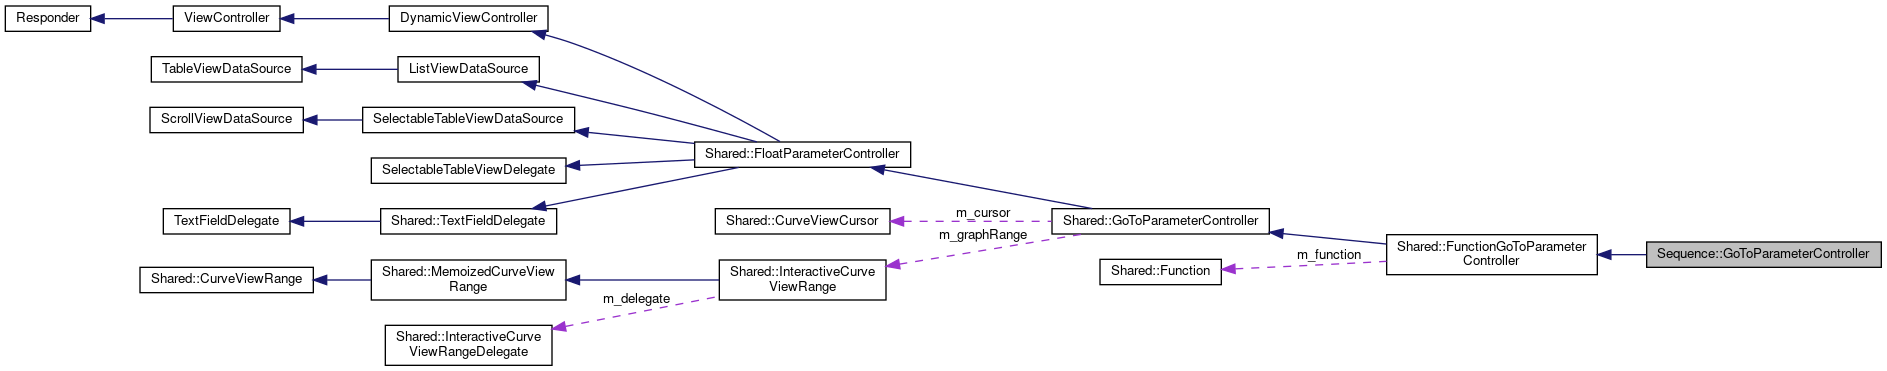 Responder
ViewController
DynamicViewController
TableViewDataSource
ListViewDataSource
ScrollViewDataSource
SelectableTableViewDataSource
Shared::FloatParameterController
SelectableTableViewDelegate
TextFieldDelegate
Shared::TextFieldDelegate
Shared::CurveViewCursor
m_cursor
Shared::GoToParameterController
m_graphRange
Shared::FunctionGoToParameter
Controller
Sequence::GoToParameterController
m_function
Shared::Function
Shared::CurveViewRange
Shared::MemoizedCurveView
Range
Shared::InteractiveCurve
ViewRange
m_delegate
Shared::InteractiveCurve
ViewRangeDelegate